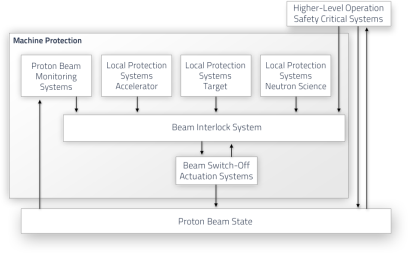 Higher-Level Operation
Safety Critical Systems
Machine Protection
Proton Beam
Monitoring
Systems
Local Protection
Systems
Accelerator
Local Protection
Systems
Target
Local Protection
Systems
Neutron Science
Beam Interlock System
Beam Switch-Off
Actuation Systems
Proton Beam State